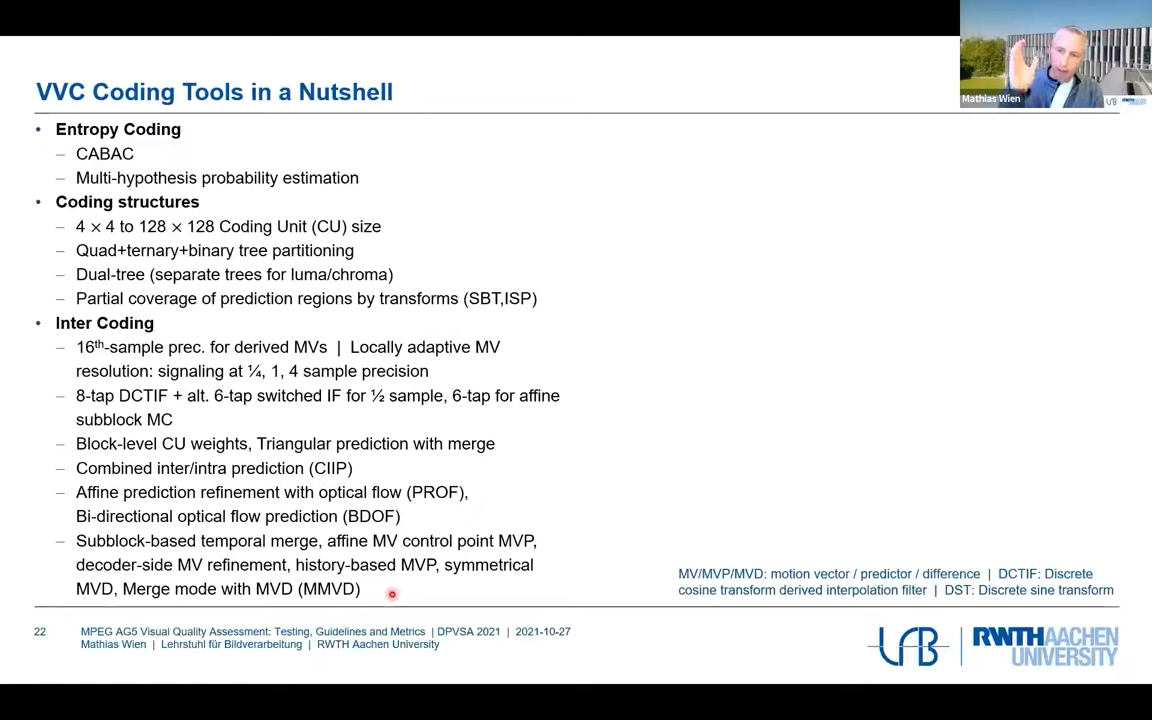 Mathias Wien
VVC Coding Tools in a Nutshell
• Entropy Coding
– CABAC
– Multi-hypothesis probability estimation
• Coding structures
– 4 × 4 to 128 × 128 Coding Unit (CU) size
– Quad+ternary+binary tree partitioning
– Dual-tree (separate trees for luma/chroma)
– Partial coverage of prediction regions by transforms (SBT,ISP)
• Inter Coding
– 16th-sample prec. for derived MVs | Locally adaptive MV
resolution: signaling at ¼, 1, 4 sample precision
– 8-tap DCTIF + alt. 6-tap switched IF for ½ sample, 6-tap for affine
subblock MC
– Block-level CU weights, Triangular prediction with merge
– Combined inter/intra prediction (CIIP)
– Affine prediction refinement with optical flow (PROF),
Bi-directional optical flow prediction (BDOF)
– Subblock-based temporal merge, affine MV control point MVP,
decoder-side MV refinement, history-based MVP, symmetrical
MVD, Merge mode with MVD (MMVD)
MV/MVP/MVD: motion vector / predictor / difference | DCTIF: Discrete
cosine transform derived interpolation filter | DST: Discrete sine transform
22
MPEG AG5 Visual Quality Assessment: Testing, Guidelines and Metrics | DPVSA 2021 | 2021-10-27
Mathias Wien | Lehrstuhl für Bildverarbeitung | RWTH Aachen University
RWTHAACHEN
UNIVERSITY